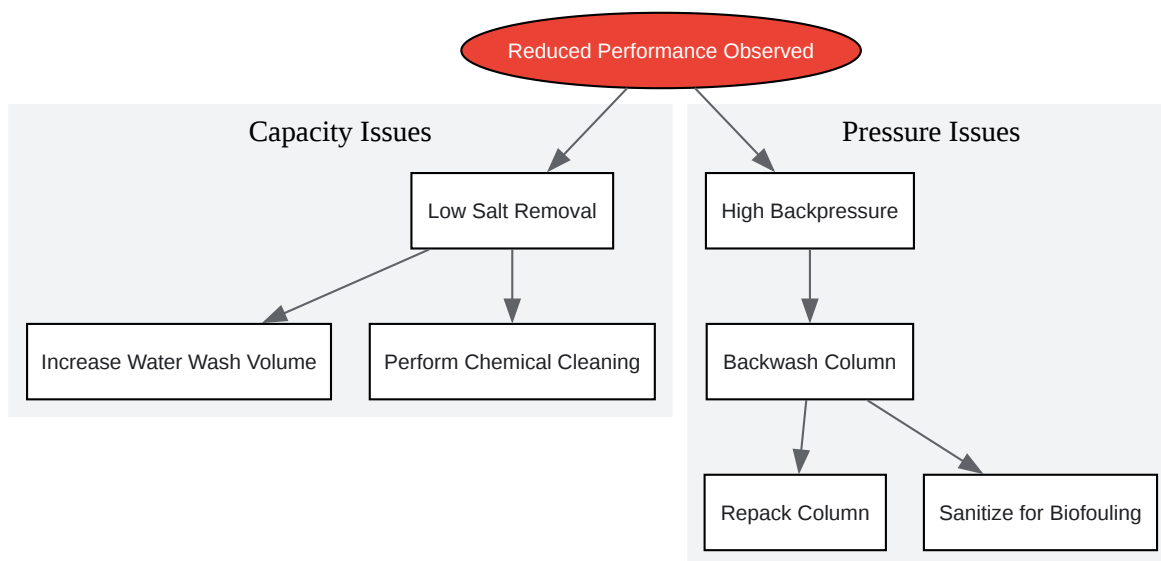 Reduced Performance Observed
Capacity Issues
Pressure Issues
Low Salt Removal
High Backpressure
Increase Water Wash Volume
Perform Chemical Cleaning
Backwash Column
Repack Column
Sanitize for Biofouling